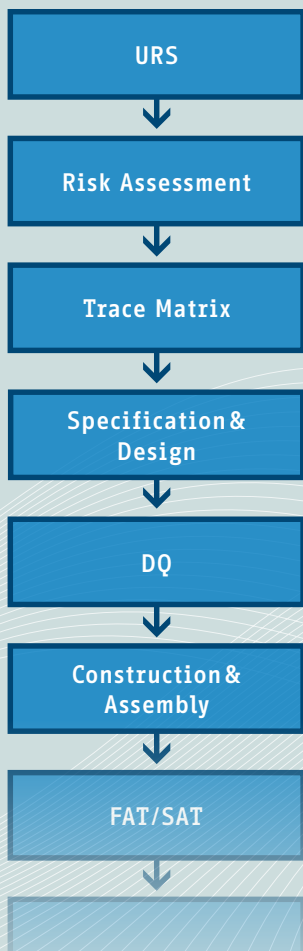 URS
Risk Assessment
Trace Matrix
Specification &
Design
DQ
Construction &
Assembly
FAT/SAT